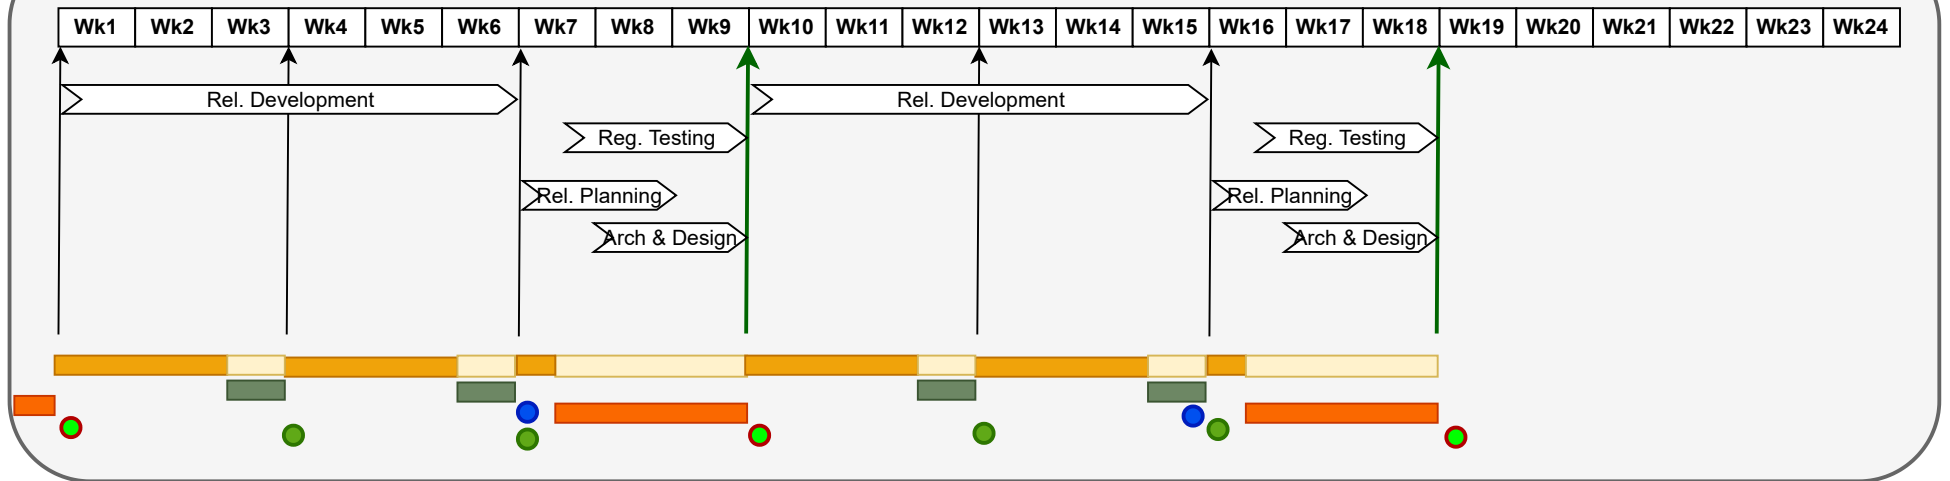 Wk1 Wk2 Wk3 Wk4 Wk5 Wk6 Wk7 Wk8 Wk9 Wk10 Wk11 Wk12 Wk13 Wk14 Wk15 Wk16 Wk17 Wk18 Wk19 Wk20 Wk21 Wk22 Wk23 Wk24
Rel. Development Rel. Development
Reg. Testing Reg. Testing
Rel. Planning Rel. Planning
Arch & Design Arch & Design